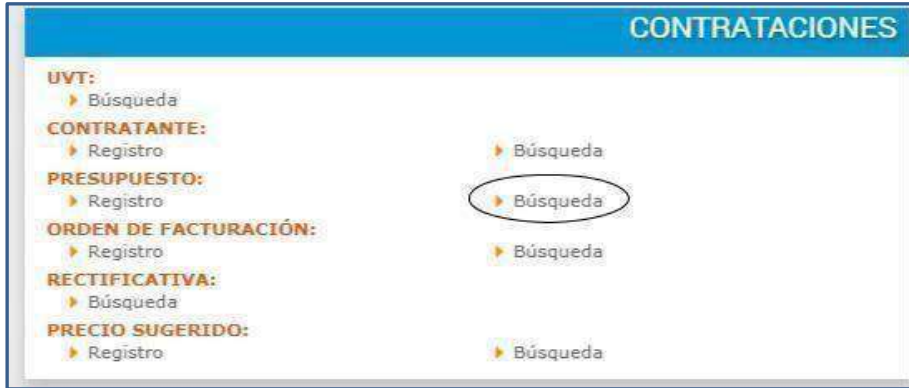 CONTRATACIONES
UVT:
Búsqueda
CONTRATANTE:
Registro Búsqueda
PRESUPUESTO:
Registro Búsqueda
ORDEN DE FACTURACIÓN:
Registro Búsqueda
RECTIFICATIVA:
Búsqueda
PRECIO SUGERIDO:
Registro Búsqueda